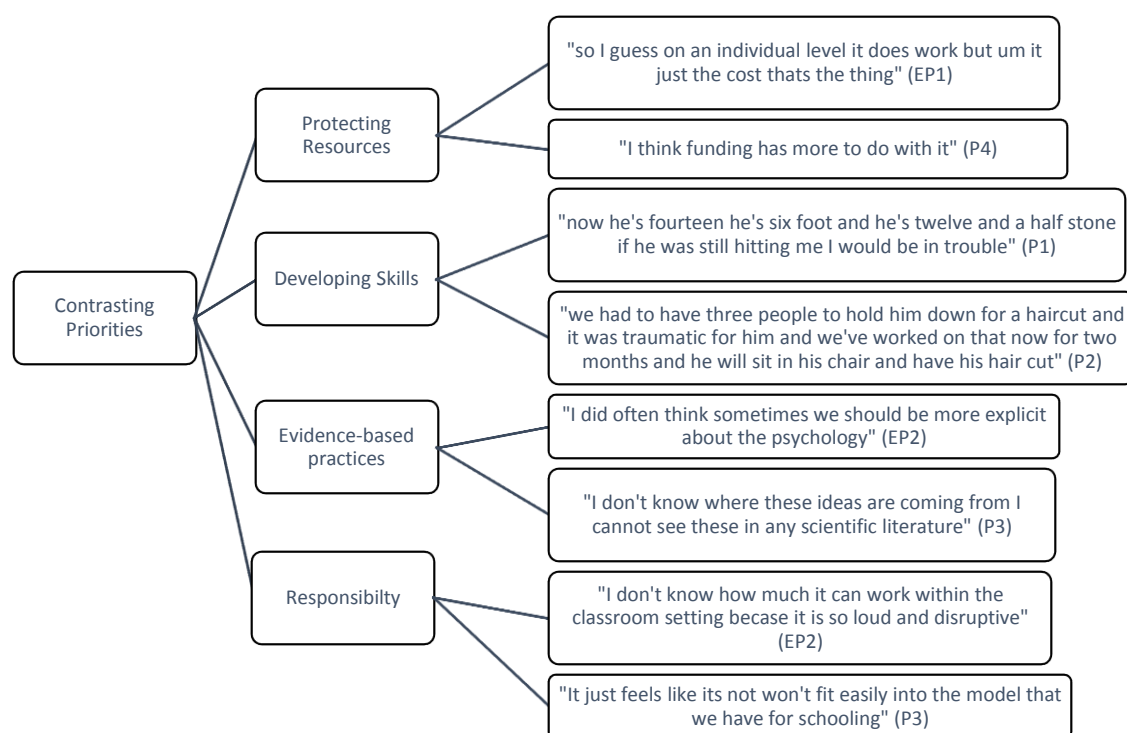 Contrasting
Priorities
Protecting
Resources
"so I guess on an individual level it does work but um it
just the cost thats the thing" (EP1)
"I think funding has more to do with it" (P4)
Developing Skills
"now he's fourteen he's six foot and he's twelve and a half stone
if he was still hitting me I would be in trouble" (P1)
"we had to have three people to hold him down for a haircut and
it was traumatic for him and we've worked on that now for two
months and he will sit in his chair and have his hair cut" (P2)
Evidence-based
practices
"I did often think sometimes we should be more explicit
about the psychology" (EP2)
"I don't know where these ideas are coming from I
cannot see these in any scientific literature" (P3)
Responsibilty
"I don't know how much it can work within the
classroom setting becase it is so loud and disruptive"
(EP2)
"It just feels like its not won't fit easily into the model that
we have for schooling" (P3)